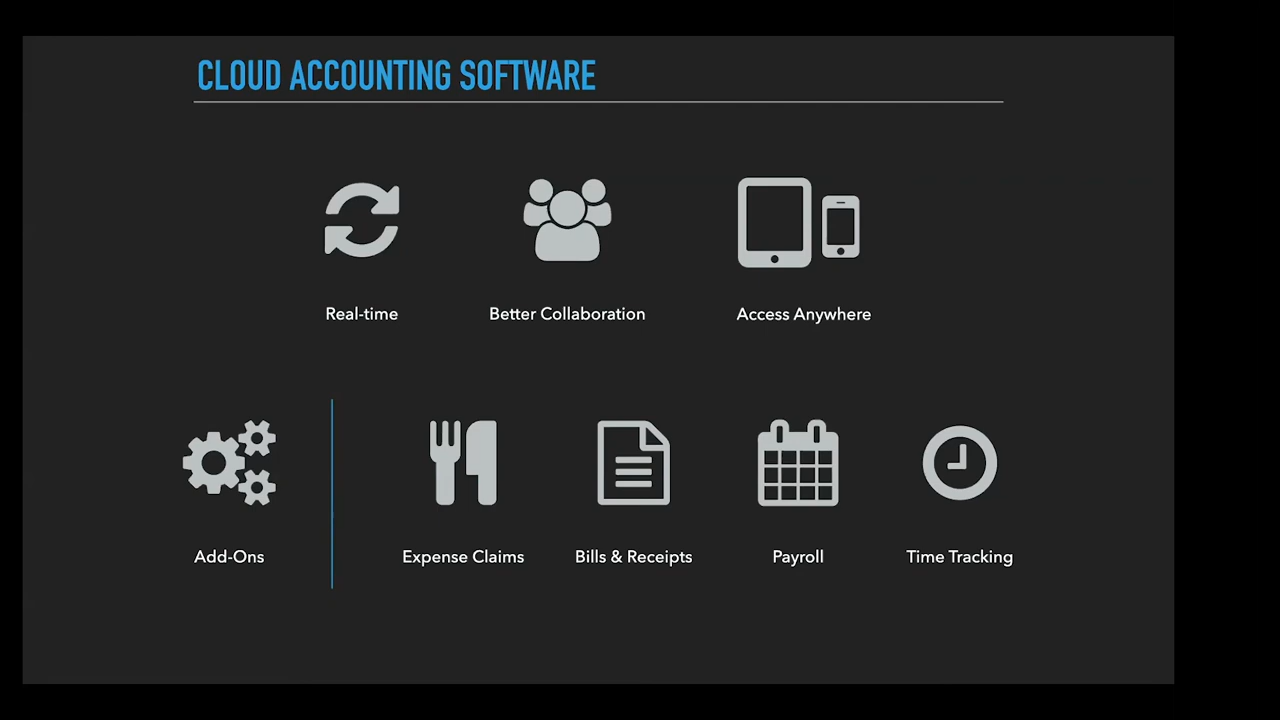 CLOUD ACCOUNTING SOFTWARE
Real-time
Better Collaboration
Access Anywhere
Add-Ons
Expense Claims
Bills & Receipts
Payroll
Time Tracking